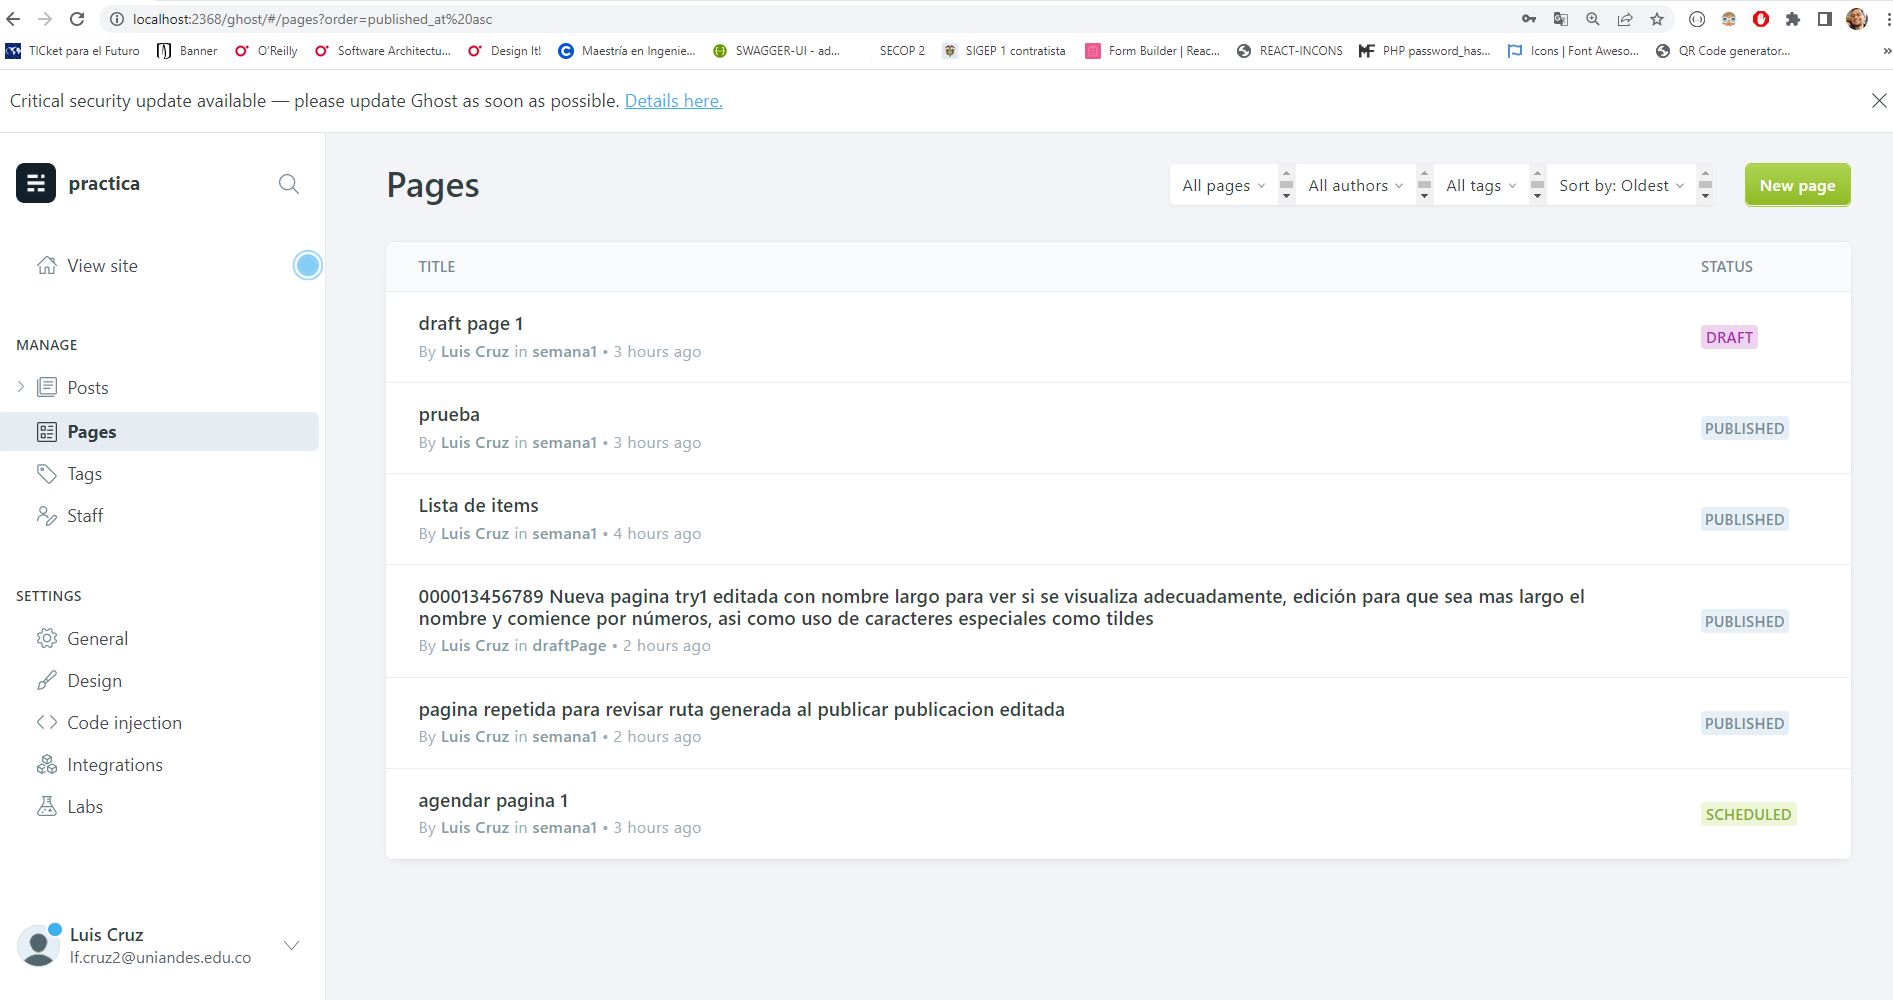 localhost:2368/ghost/#/pages?order=published_at%20asc
TICket para el Futuro Banner O'Reilly Software Architectu... Design It! Maestría en Ingenie... SWAGGER-UI - ad... SECOP 2 SIGEP 1 contratista Form Builder | Reac... REACT-INCONS PHP password_has... Icons | Font Aweso... QR Code generator... »
Critical security update available — please update Ghost as soon as possible. Details here.
practica
View site
MANAGE
Posts
Pages
Tags
Staff
SETTINGS
General
Design
Code injection
Integrations
Labs
Luis Cruz
lf.cruz2@uniandes.edu.co
Pages
All pages All authors All tags Sort by: Oldest New page
TITLE STATUS
draft page 1
By Luis Cruz in semana1 • 3 hours ago
DRAFT
prueba
By Luis Cruz in semana1 • 3 hours ago
PUBLISHED
Lista de items
By Luis Cruz in semana1 • 4 hours ago
PUBLISHED
000013456789 Nueva pagina try1 editada con nombre largo para ver si se visualiza adecuadamente, edición para que sea mas largo el
nombre y comience por números, asi como uso de caracteres especiales como tildes
By Luis Cruz in draftPage • 2 hours ago
PUBLISHED
pagina repetida para revisar ruta generada al publicar publicacion editada
By Luis Cruz in semana1 • 2 hours ago
PUBLISHED
agendar pagina 1
By Luis Cruz in semana1 • 3 hours ago
SCHEDULED